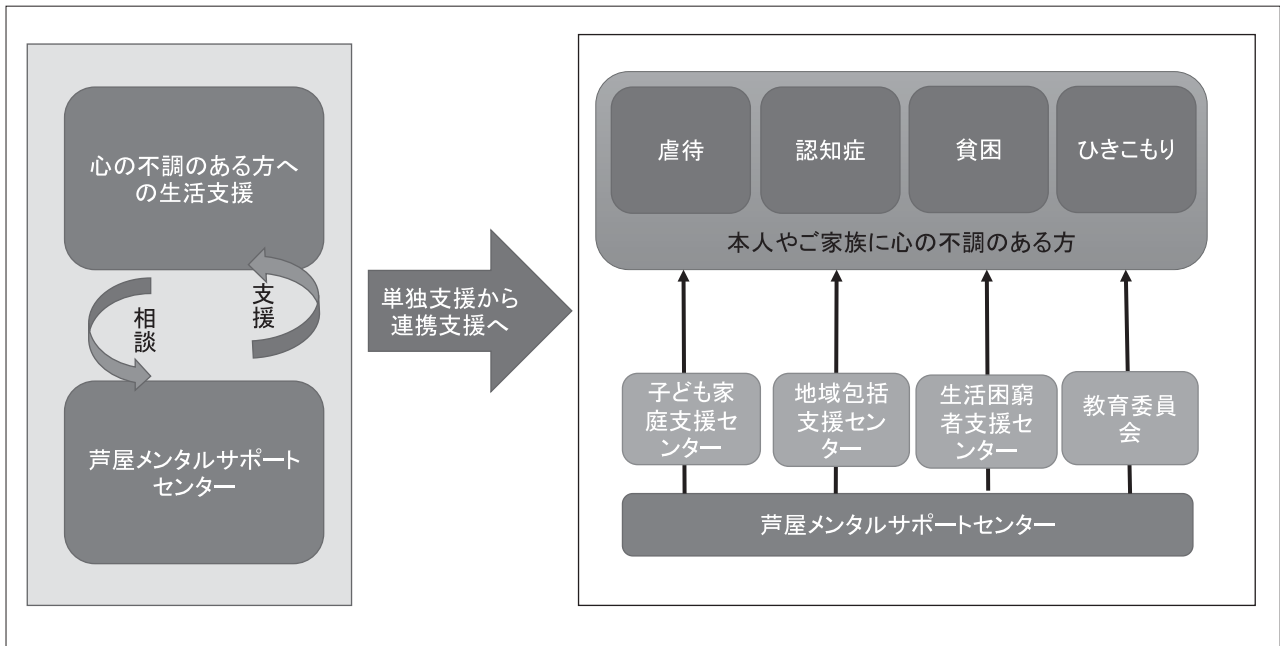 心の不調のある方へ
の生活支援
相談
支援
芦屋メンタルサポート
センター
単独支援から
連携支援へ
虐待
認知症
貧困
ひきこもり
本人やご家族に心の不調のある方
子ども家
庭支援セ
ンター
地域包括
支援セン
ター
生活困窮
者支援セ
ンター
教育委員
会
芦屋メンタルサポートセンター